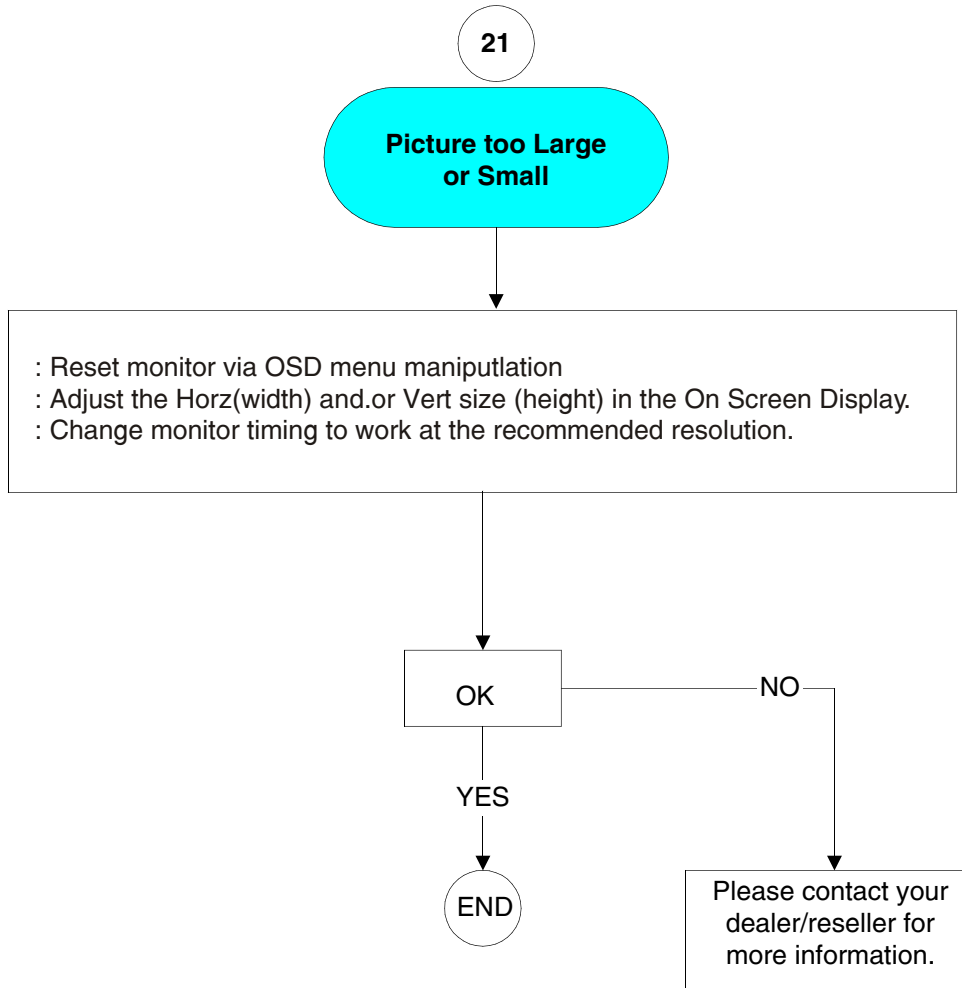 21
Picture too Large
or Small
: Reset monitor via OSD menu maniputlation
: Adjust the Horz(width) and.or Vert size (height) in the On Screen Display.
: Change monitor timing to work at the recommended resolution.
OK
NO
YES
END
Please contact your
dealer/reseller for
more information.